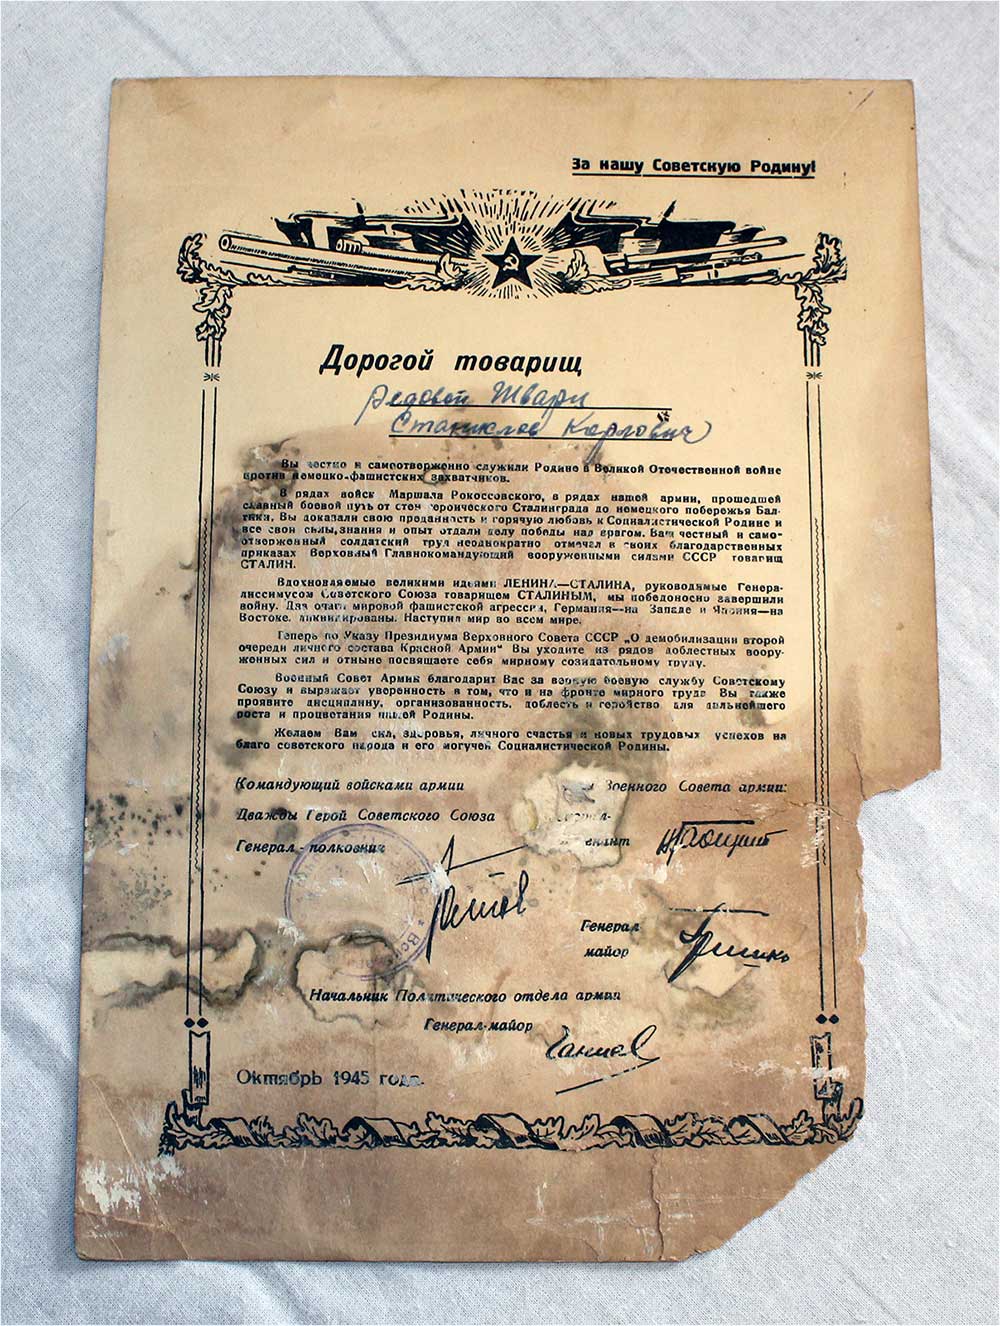 За нашу Советскую Родину!
Дорогой товарищ
рядовой Шварц
Станислав Карлович
Вы честно и самоотверженно служили Родине в Великой Отечественной войне
против немецко-фашистских захватчиков.
В рядах войск Маршала Рокоссовского, в рядах нашей армии, прошедшей
славный боевой путь от стен героического Сталинграда до немецкого побережья Бал-
тики, Вы доказали свою преданность и горячую любовь к Социалистической Родине и
все свои силы, знания и опыт отдали делу победы над врагом. Ваш честный и само-
отверженный солдатский труд неоднократно отмечал в своих благодарственных
приказах Верховный Главнокомандующий вооруженными силами СССР товарищ
СТАЛИН.
Вдохновляемые великими идеями ЛЕНИНА—СТАЛИНА, руководимые Генера-
лиссимусом Советского Союза товарищем СТАЛИНЫМ, мы победоносно завершили
войну. Два очага мировой фашистской агрессии, Германия—на Западе и Япония—на
Востоке, ликвидированы. Наступил мир во всем мире.
Теперь по Указу Президиума Верховного Совета СССР „О демобилизации второй
очереди личного состава Красной Армии“ Вы уходите из рядов доблестных воору-
женных сил и отныне посвящаете себя мирному созидательному труду.
Военный Совет Армии благодарит Вас за верную боевую службу Советскому
Союзу и выражает уверенность в том, что и на фронте мирного труда Вы также
проявите дисциплину, организованность, доблесть и геройство для дальнейшего
роста и процветания нашей Родины.
Желаем Вам сил, здоровья, личного счастья и новых трудовых успехов на
благо советского народа и его могучей Социалистической Родины.
Командующий войсками армии Военного Совета армии:
Дважды Герой Советского Союза
Генерал-полковник
Генерал
майор
Начальник Политического отдела армии
Генерал-майор
Октябрь 1945 года.